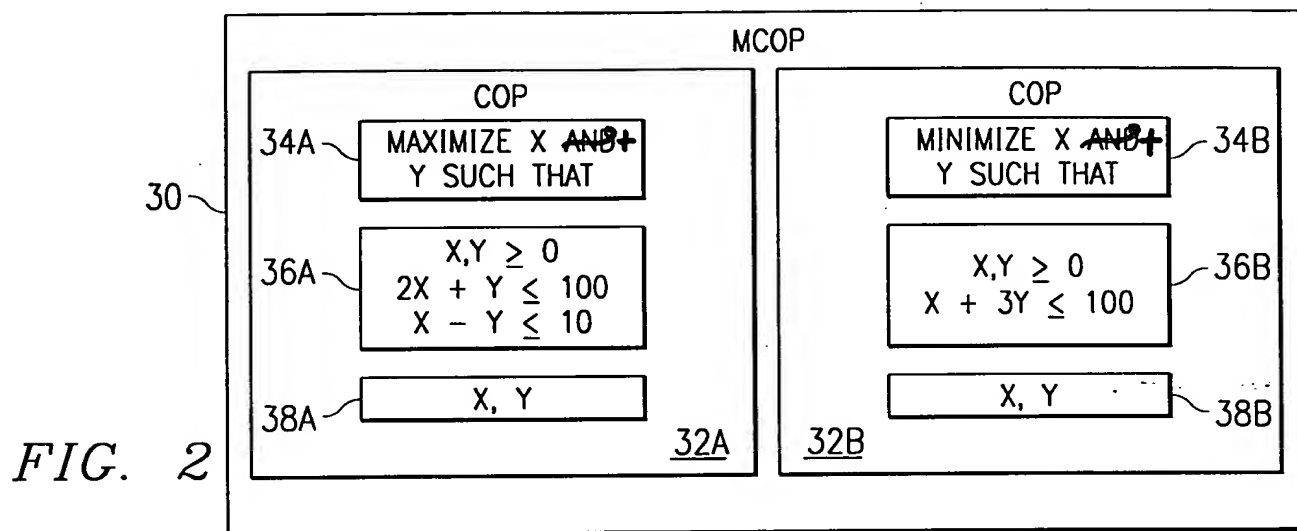 MCOP
COP
34A
MAXIMIZE X AND +
Y SUCH THAT
30
36A
X,Y ≥ 0
2X + Y ≤ 100
X - Y ≤ 10
38A
X, Y
32A
COP
MINIMIZE X AND +
Y SUCH THAT
34B
X,Y ≥ 0
X + 3Y ≤ 100
36B
X, Y
38B
32B
FIG. 2